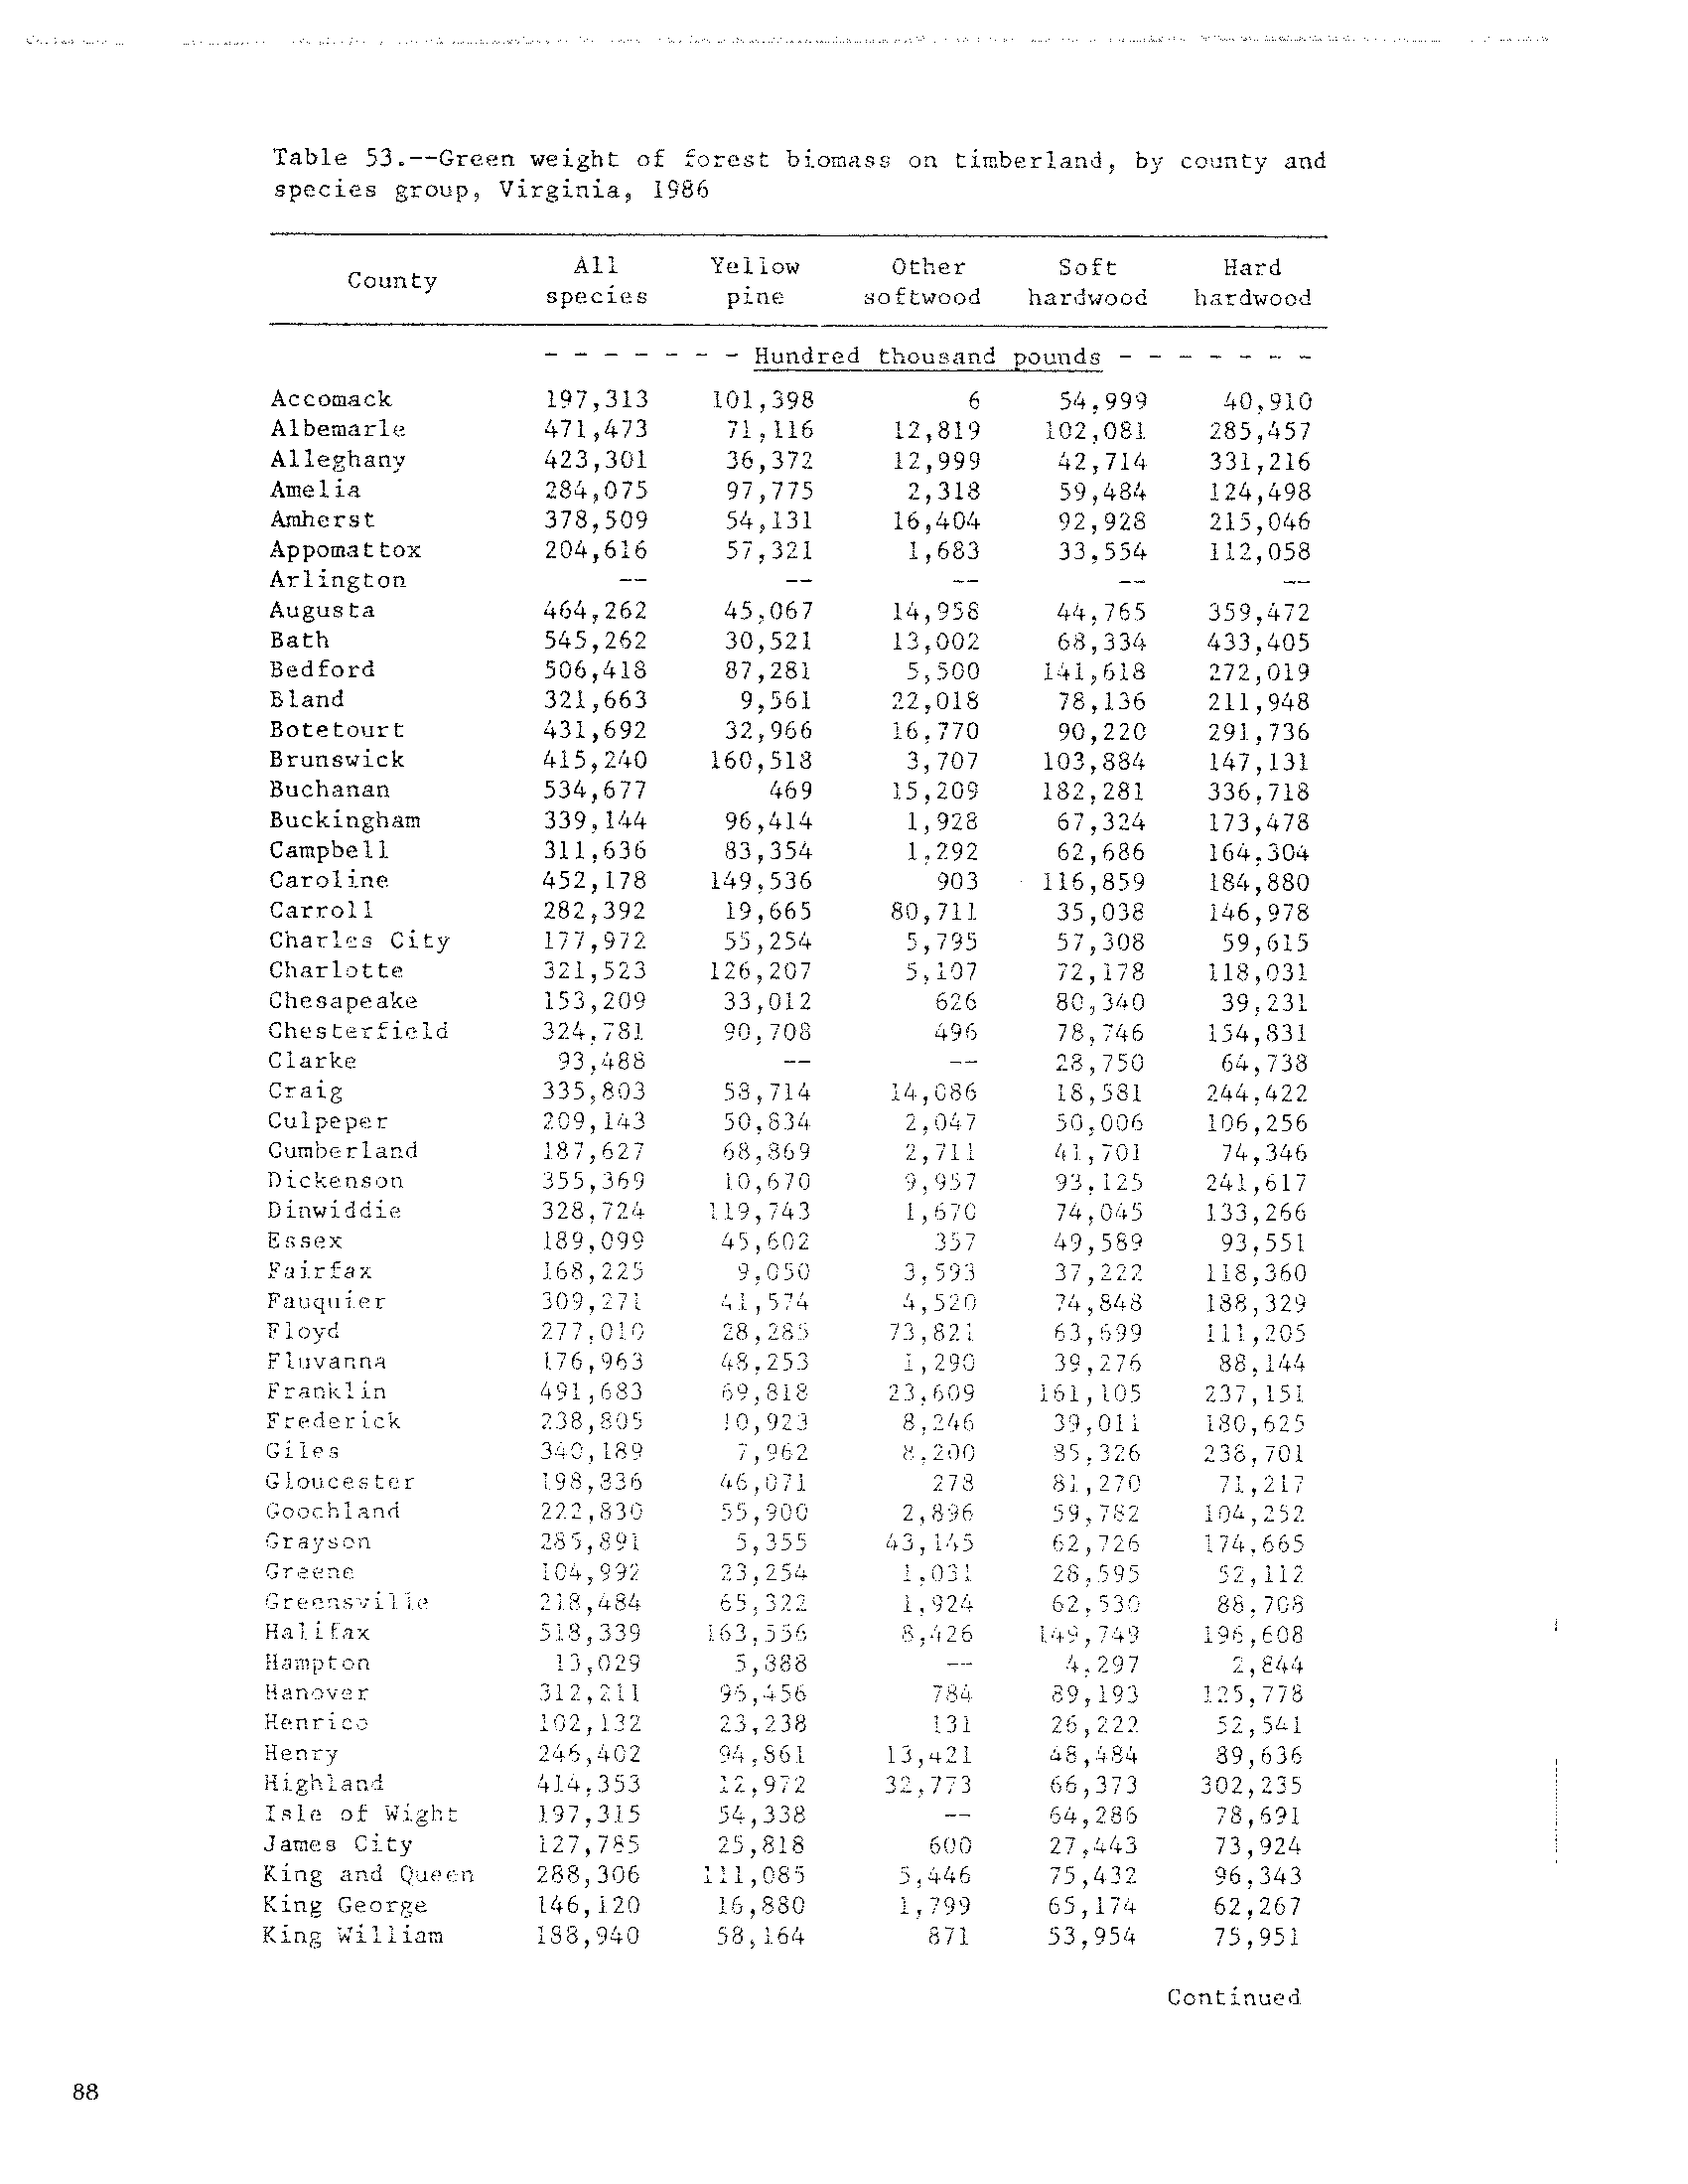 Table 53.--Green weight of forest biomass on timberland, by county and
species group, Virginia, 1986
County All species Yellow pine Other softwood Soft hardwood Hard hardwood
- - - - - - - Hundred thousand pounds - - - - - - -
Accomack 197,313 101,398 6 54,999 40,910
Albemarle 471,473 71,116 12,819 102,081 285,457
Alleghany 423,301 36,372 12,999 42,714 331,216
Amelia 284,075 97,775 2,318 59,484 124,498
Amherst 378,509 54,131 16,404 92,928 215,046
Appomattox 204,616 57,321 1,683 33,554 112,058
Arlington -- -- -- -- --
Augusta 464,262 45,067 14,958 44,765 359,472
Bath 545,262 30,521 13,002 68,334 433,405
Bedford 506,418 87,281 5,500 141,618 272,019
Bland 321,663 9,561 22,018 78,136 211,948
Botetourt 431,692 32,966 16,770 90,220 291,736
Brunswick 415,240 160,518 3,707 103,884 147,131
Buchanan 534,677 469 15,209 182,281 336,718
Buckingham 339,144 96,414 1,928 67,324 173,478
Campbell 311,636 83,354 1,292 62,686 164,304
Caroline 452,178 149,536 903 116,859 184,880
Carroll 282,392 19,665 80,711 35,038 146,978
Charles City 177,972 55,254 5,795 57,308 59,615
Charlotte 321,523 126,207 5,107 72,178 118,031
Chesapeake 153,209 33,012 626 80,340 39,231
Chesterfield 324,781 90,708 496 78,746 154,831
Clarke 93,488 -- -- 28,750 64,738
Craig 335,803 58,714 14,086 18,581 244,422
Culpeper 209,143 50,834 2,047 50,006 106,256
Cumberland 187,627 68,869 2,711 41,701 74,346
Dickenson 355,369 10,670 9,957 93,125 241,617
Dinwiddie 328,724 119,743 1,670 74,045 133,266
Essex 189,099 45,602 357 49,589 93,551
Fairfax 168,225 9,050 3,593 37,222 118,360
Fauquier 309,271 41,574 4,520 74,848 188,329
Floyd 277,010 28,285 73,821 63,699 111,205
Fluvanna 176,963 48,253 1,290 39,276 88,144
Franklin 491,683 69,818 23,609 161,105 237,151
Frederick 238,805 10,923 8,246 39,011 180,625
Giles 340,189 7,962 8,200 85,326 238,701
Gloucester 198,836 46,071 278 81,270 71,217
Goochland 222,830 55,900 2,896 59,782 104,252
Grayson 285,891 5,355 43,145 62,726 174,665
Greene 104,992 23,254 1,031 28,595 52,112
Greensville 218,484 65,322 1,924 62,530 88,708
Halifax 518,339 163,556 8,426 149,749 196,608
Hampton 13,029 5,888 -- 4,297 2,844
Hanover 312,211 96,456 784 89,193 125,778
Henrico 102,132 23,238 131 26,222 52,541
Henry 246,402 94,861 13,421 48,484 89,636
Highland 414,353 12,972 32,773 66,373 302,235
Isle of Wight 197,315 54,338 -- 64,286 78,691
James City 127,785 25,818 600 27,443 73,924
King and Queen 288,306 111,085 5,446 75,432 96,343
King George 146,120 16,880 1,799 65,174 62,267
King William 188,940 58,164 871 53,954 75,951
Continued
88